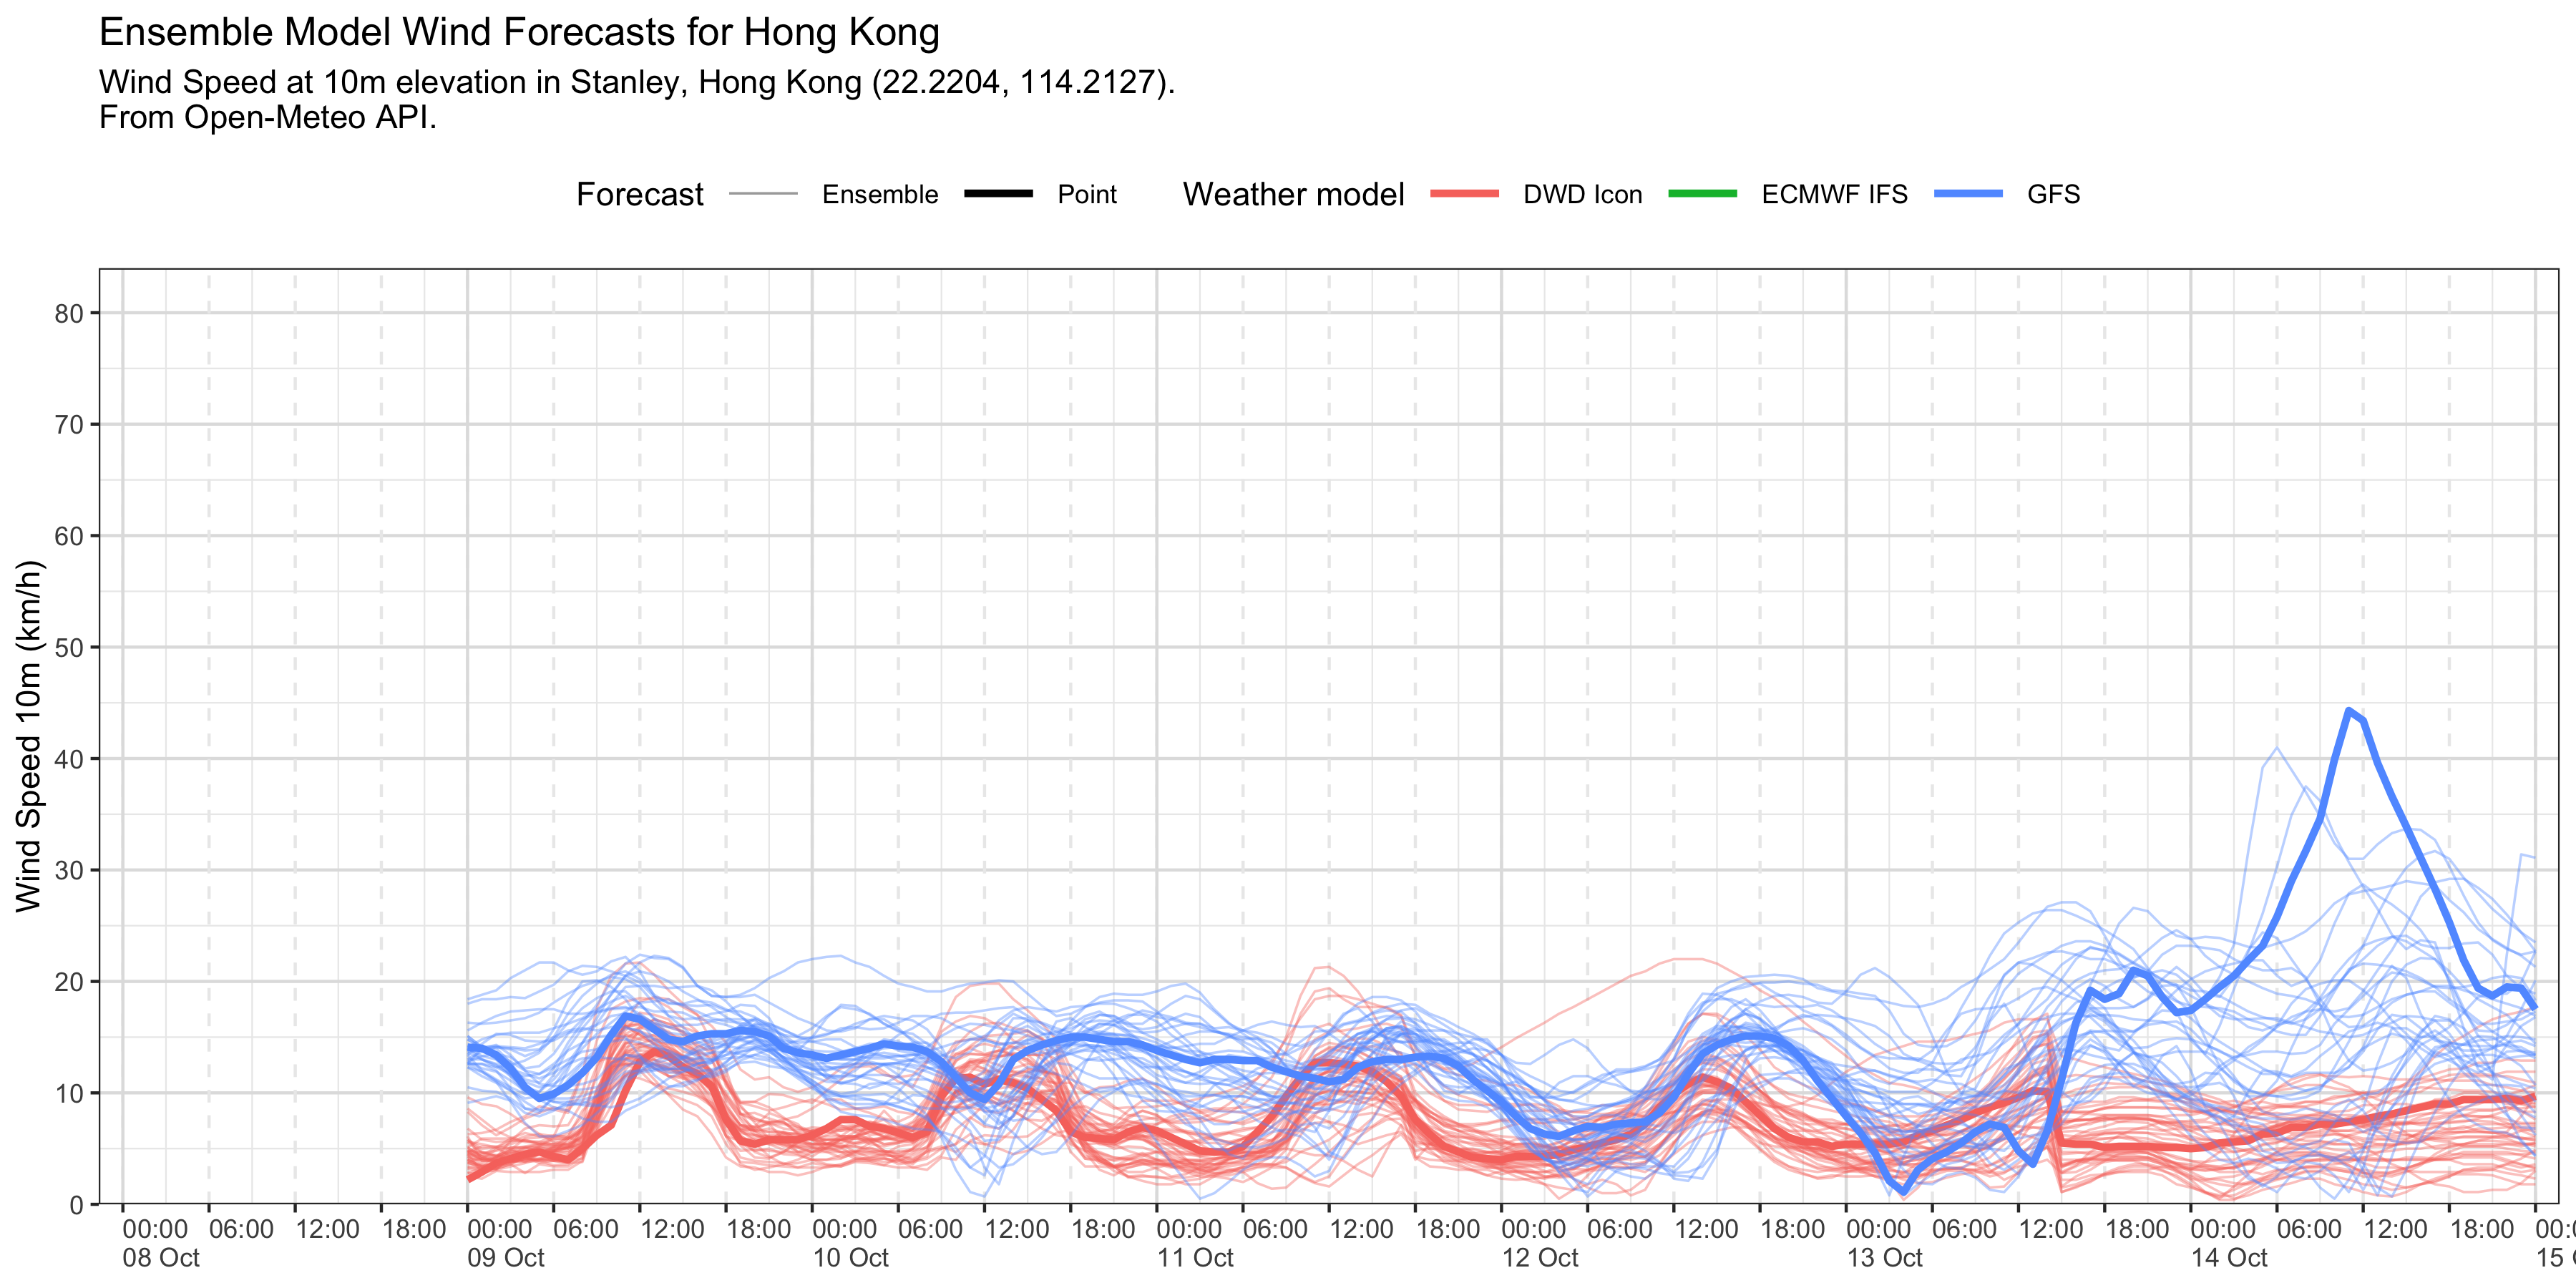 Ensemble Model Wind Forecasts for Hong Kong
Wind Speed at 10m elevation in Stanley, Hong Kong (22.2204, 114.2127).
From Open-Meteo API.
Forecast Ensemble Point Weather model DWD Icon ECMWF IFS GFS
Wind Speed 10m (km/h)
80
70
60
50
40
30
20
10
0
00:00 06:00 12:00 18:00 00:00 06:00 12:00 18:00 00:00 06:00 12:00 18:00 00:00 06:00 12:00 18:00 00:00 06:00 12:00 18:00 00:00 06:00 12:00 18:00 00:00 06:00 12:00 18:00
08 Oct 09 Oct 10 Oct 11 Oct 12 Oct 13 Oct 14 Oct 15